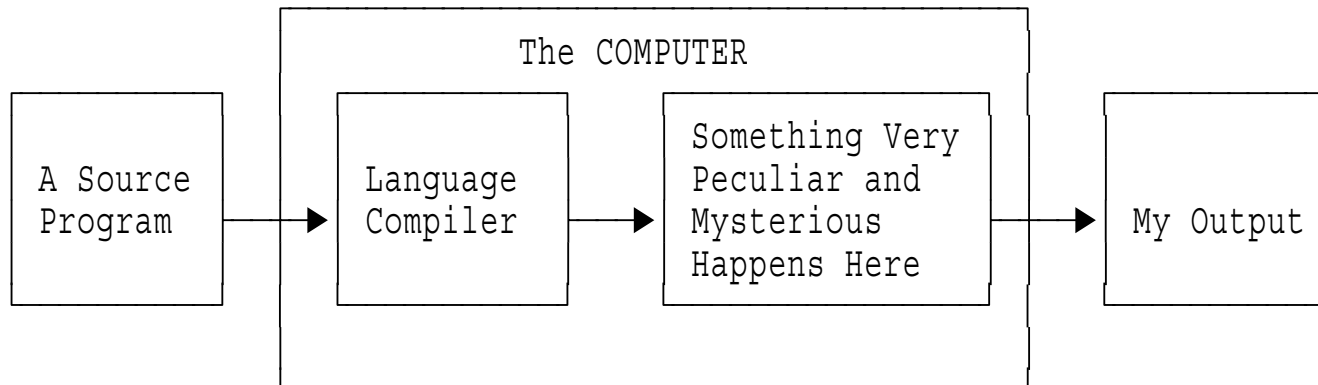 The COMPUTER
A Source
Program
Language
Compiler
Something Very
Peculiar and
Mysterious
Happens Here
My Output